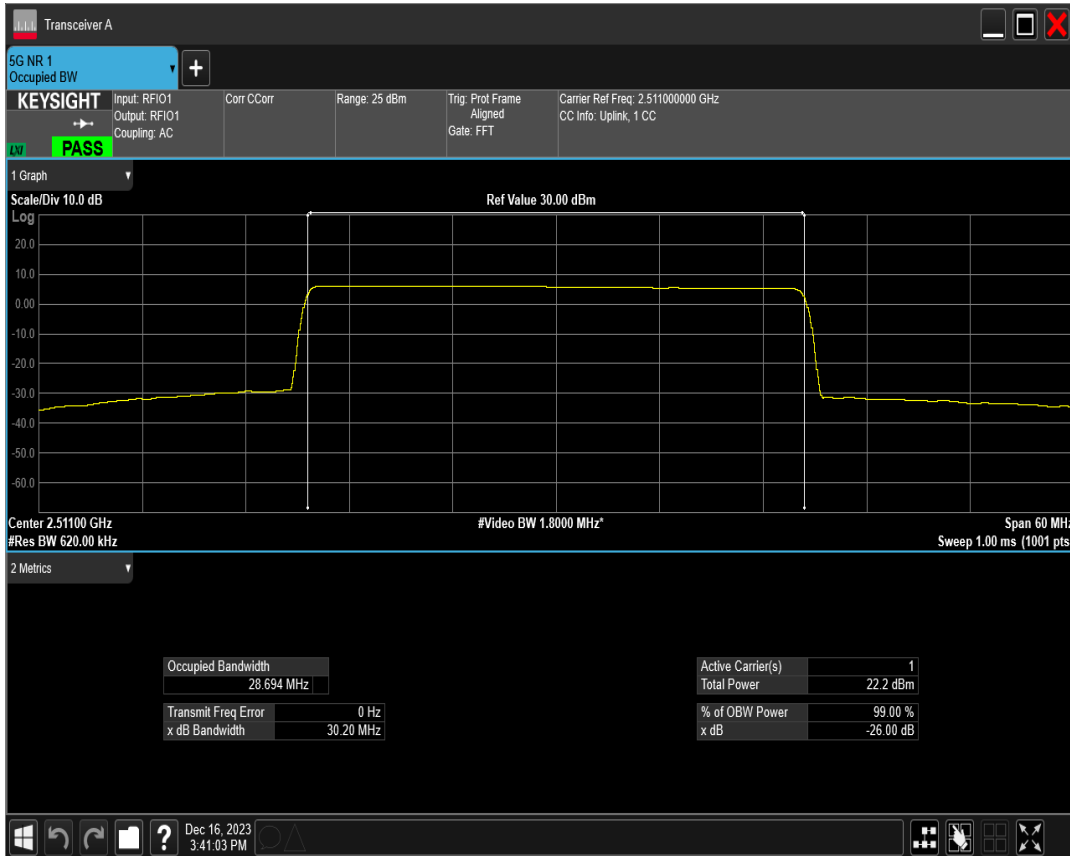 Transceiver A
5G NR 1
Occupied BW
+
KEYSIGHT
LXI
PASS
Input: RFIO1
Output: RFIO1
Coupling: AC
Corr CCorr
Range: 25 dBm
Trig: Prot Frame
Aligned
Gate: FFT
Carrier Ref Freq: 2.511000000 GHz
CC Info: Uplink, 1 CC
1 Graph
Scale/Div 10.0 dB
Ref Value 30.00 dBm
Log
20.0
10.0
0.00
-10.0
-20.0
-30.0
-40.0
-50.0
-60.0
Center 2.51100 GHz
#Video BW 1.8000 MHz*
Span 60 MHz
#Res BW 620.00 kHz
Sweep 1.00 ms (1001 pts
2 Metrics
Occupied Bandwidth
28.694 MHz
Transmit Freq Error 0 Hz
x dB Bandwidth 30.20 MHz
Active Carrier(s) 1
Total Power 22.2 dBm
% of OBW Power 99.00 %
x dB -26.00 dB
?
Dec 16, 2023
3:41:03 PM